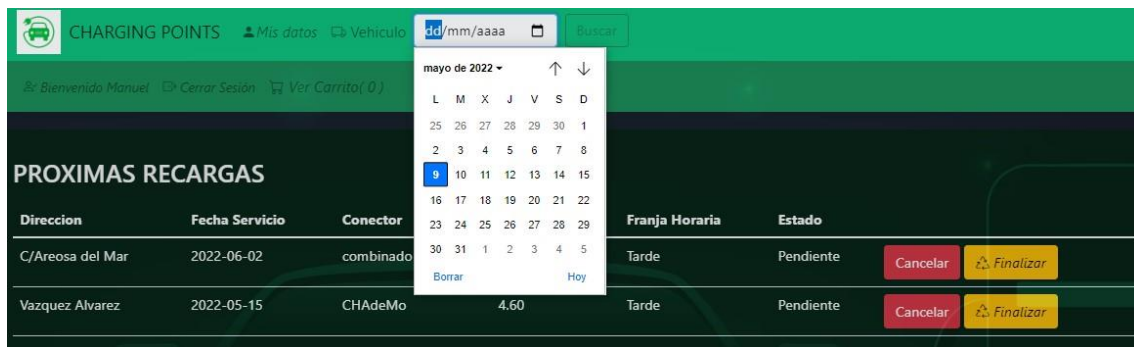 CHARGING POINTS Mis datos Vehiculo dd/mm/aaaa Buscar
Bienvenido Manuel Cerrar Sesión Ver Carrito( 0 )
mayo de 2022
L M X J V S D
25 26 27 28 29 30 1
2 3 4 5 6 7 8
9 10 11 12 13 14 15
16 17 18 19 20 21 22
23 24 25 26 27 28 29
30 31 1 2 3 4 5
Borrar Hoy
PROXIMAS RECARGAS
Direccion Fecha Servicio Conector Franja Horaria Estado
C/Areosa del Mar 2022-06-02 combinado Tarde Pendiente Cancelar Finalizar
Vazquez Alvarez 2022-05-15 CHAdeMo 4.60 Tarde Pendiente Cancelar Finalizar